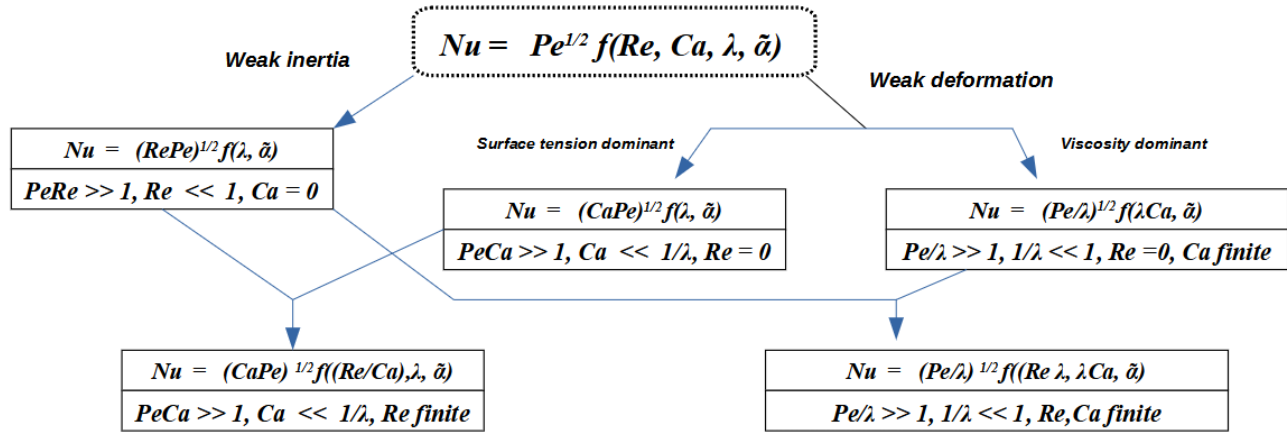 Nu = Pe^1/2 f(Re, Ca, λ, α̃)
Weak inertia
Weak deformation
Nu = (RePe)^1/2 f(λ, α̃)
PeRe >> 1, Re << 1, Ca = 0
Surface tension dominant
Viscosity dominant
Nu = (CaPe)^1/2 f(λ, α̃)
PeCa >> 1, Ca << 1/λ, Re = 0
Nu = (Pe/λ)^1/2 f(λCa, α̃)
Pe/λ >> 1, 1/λ << 1, Re =0, Ca finite
Nu = (CaPe) ^1/2 f((Re/Ca),λ, α̃)
PeCa >> 1, Ca << 1/λ, Re finite
Nu = (Pe/λ) ^1/2 f((Re λ, λCa, α̃)
Pe/λ >> 1, 1/λ << 1, Re,Ca finite